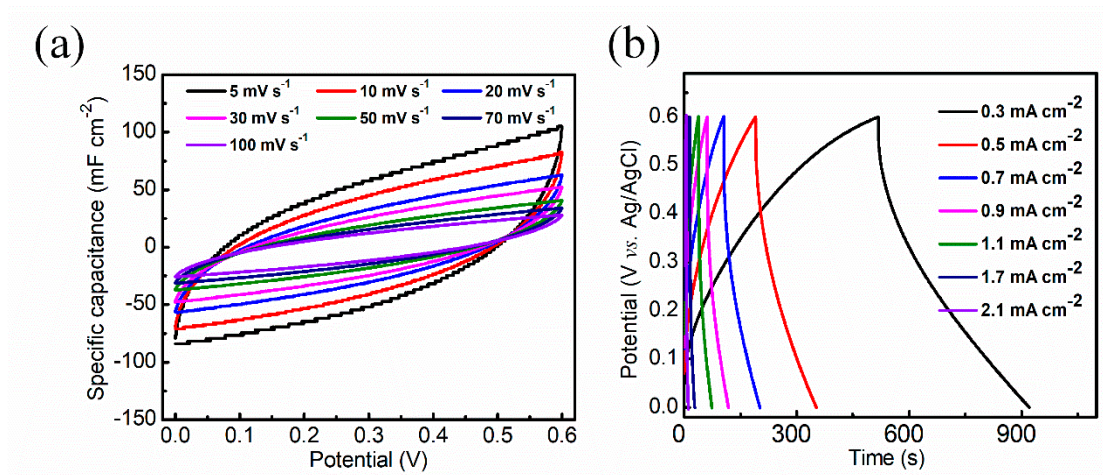 (a)
(b)
150
100
50
0
-50
-100
-150
Specific capacitance (mF cm-2)
5 mV s-1 10 mV s-1 20 mV s-1
30 mV s-1 50 mV s-1 70 mV s-1
100 mV s-1
0.0 0.1 0.2 0.3 0.4 0.5 0.6
Potential (V)
0.6
0.5
0.4
0.3
0.2
0.1
0.0
Potential (V vs. Ag/AgCl)
0.3 mA cm-2
0.5 mA cm-2
0.7 mA cm-2
0.9 mA cm-2
1.1 mA cm-2
1.7 mA cm-2
2.1 mA cm-2
0 300 600 900
Time (s)